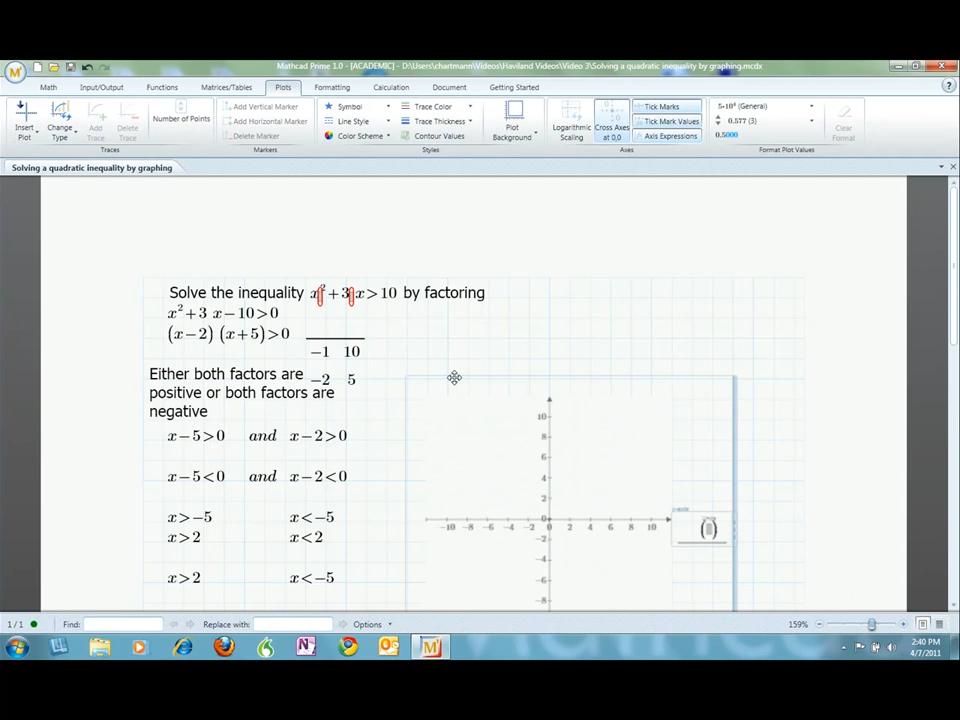 Mathcad Prime 1.0 - [ACADEMIC] - D:\Users\chartmann\Videos\Haviland Videos\Video 3\Solving a quadratic inequality by graphing.mcdx
Math Input/Output Functions Matrices/Tables Plots Formatting Calculation Document Getting Started
Insert Plot
Change Type
Add Trace
Delete Trace
Number of Points
Traces
Add Vertical Marker
Add Horizontal Marker
Delete Marker
Markers
Symbol
Line Style
Color Scheme
Trace Color
Trace Thickness
Contour Values
Styles
Plot Background
Logarithmic Scaling
Cross Axes at 0,0
Tick Marks
Tick Mark Values
Axis Expressions
Axes
5·10⁴ (General)
0.577 (3)
0.5000
Format Plot Values
Clear Format
Solving a quadratic inequality by graphing
Solve the inequality x²+3 x>10 by factoring
x²+3 x−10>0
(x−2) (x+5)>0
−1 10
−2 5
Either both factors are
positive or both factors are
negative
x−5>0 and x−2>0
x−5<0 and x−2<0
x>−5 x<−5
x>2 x<2
x>2 x<−5
10
8
6
4
2
0
−2
−4
−6
−8
−10 −8 −6 −4 −2 0 2 4 6 8 10
1/1 Find: Replace with: Options 159%
2:40 PM
4/7/2011